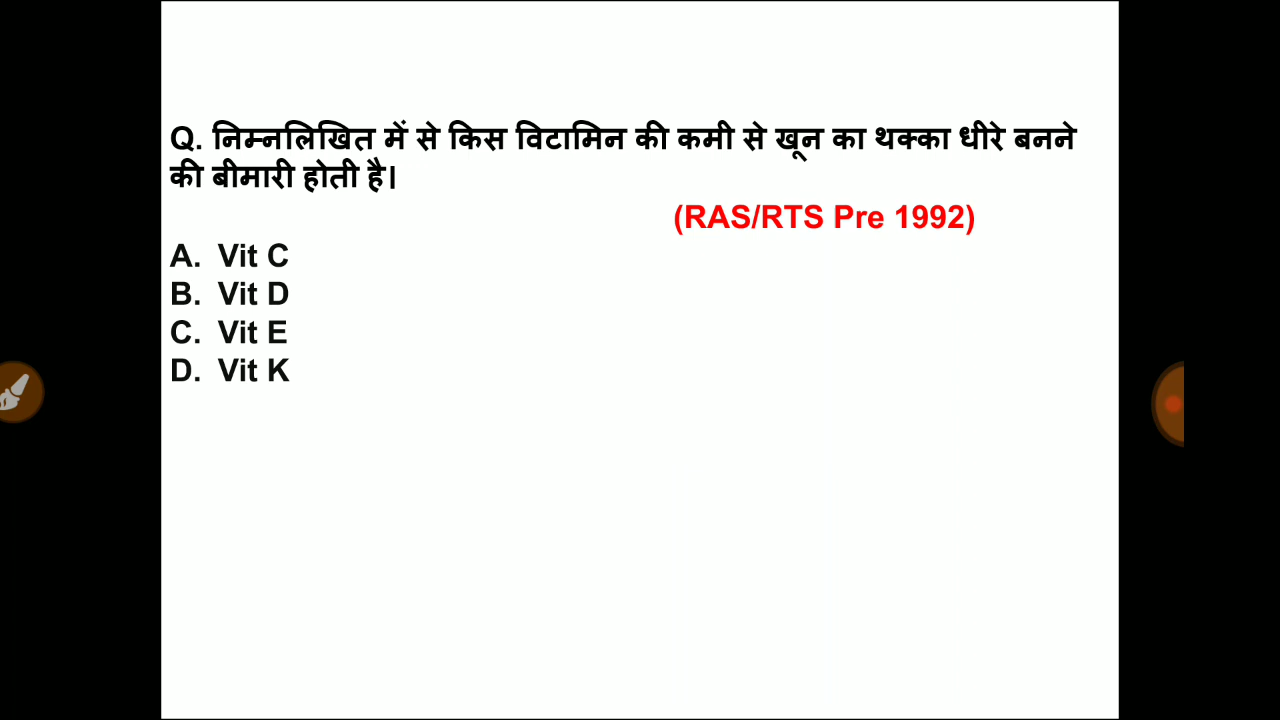 Q. निम्नलिखित में से किस विटामिन की कमी से खून का थक्का धीरे बनने
की बीमारी होती है।
(RAS/RTS Pre 1992)
A. Vit C
B. Vit D
C. Vit E
D. Vit K